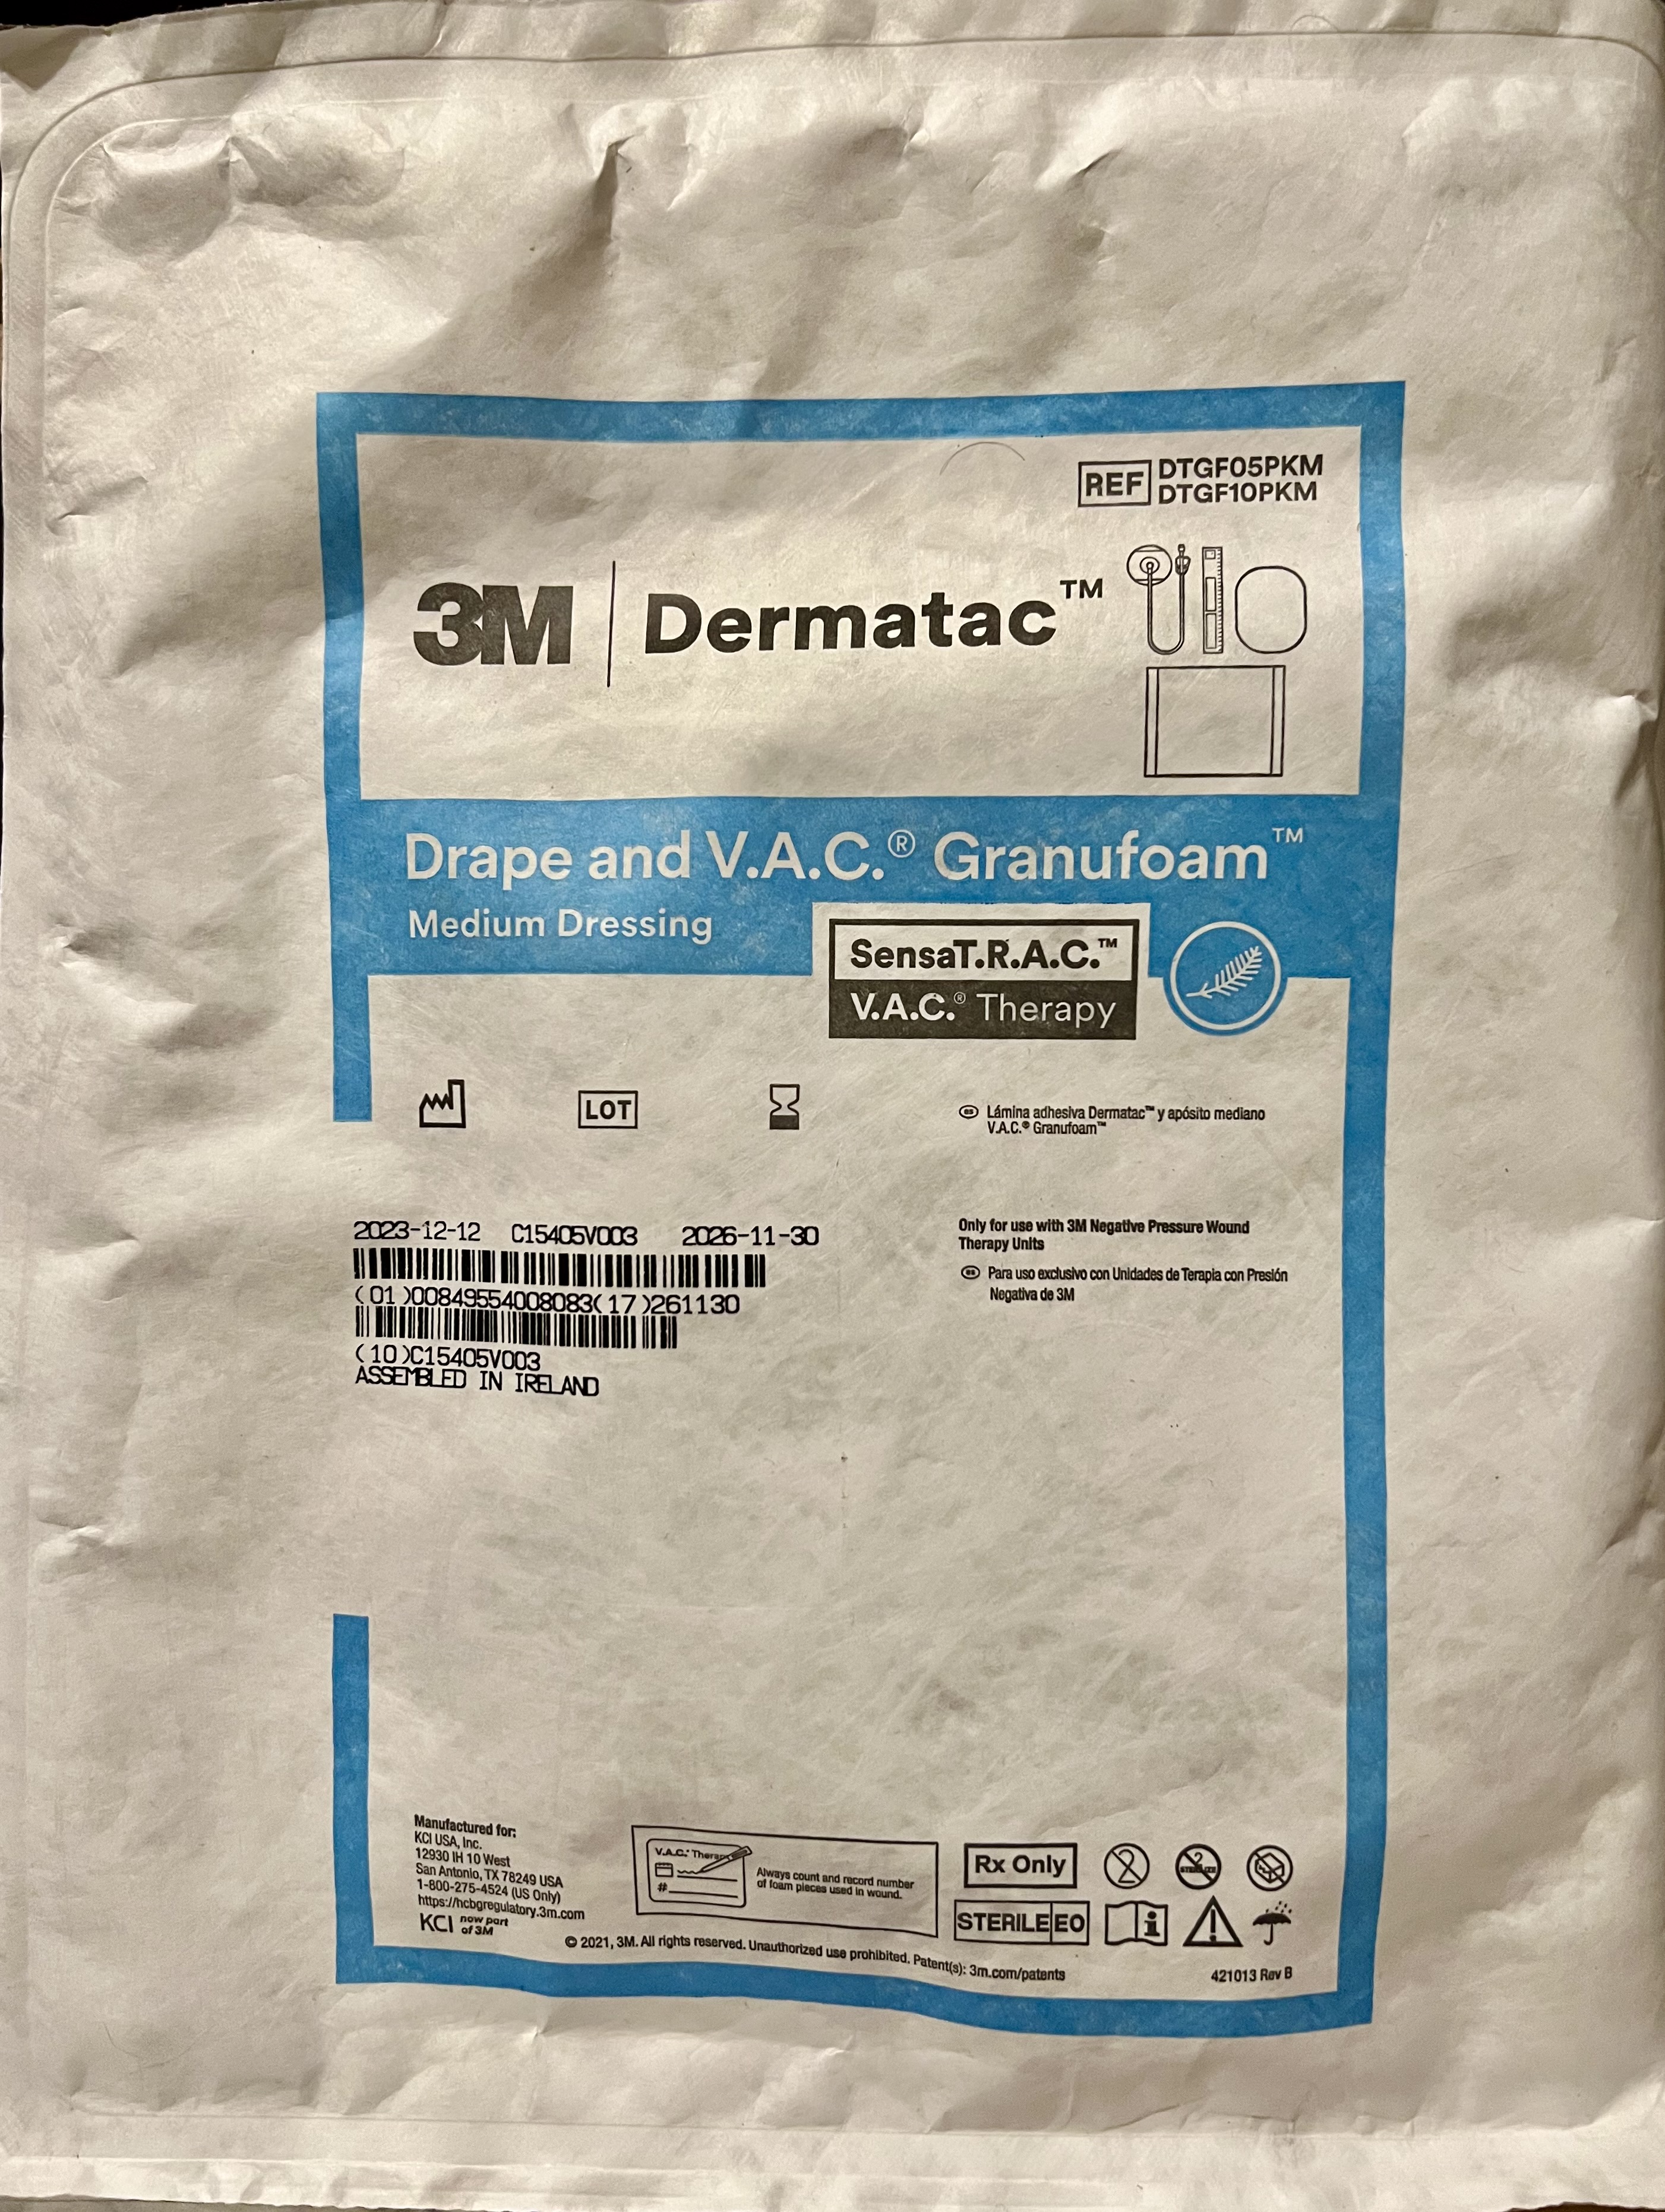 REF DTGF05PKM
DTGF10PKM
3M Dermatac™
Drape and V.A.C.® Granufoam™
Medium Dressing
SensaT.R.A.C.™
V.A.C.® Therapy
LOT
ES Lámina adhesiva Dermatac™ y apósito mediano
V.A.C.® Granufoam™
2023-12-12 C15405V003 2026-11-30
(01)00849554008083(17)261130
(10)C15405V003
ASSEMBLED IN IRELAND
Only for use with 3M Negative Pressure Wound
Therapy Units
ES Para uso exclusivo con Unidades de Terapia con Presión
Negativa de 3M
Manufactured for:
KCI USA, Inc.
12930 IH 10 West
San Antonio, TX 78249 USA
1-800-275-4524 (US Only)
https://hcbgregulatory.3m.com
KCI now part
of 3M
V.A.C.® Therapy
#
Always count and record number
of foam pieces used in wound.
Rx Only
2
2
STERILIZE
STERILE EO
i
© 2021, 3M. All rights reserved. Unauthorized use prohibited. Patent(s): 3m.com/patents
421013 Rev B